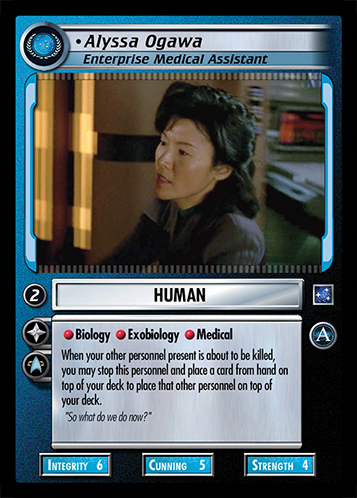 • Alyssa Ogawa
Enterprise Medical Assistant
2
HUMAN
Biology Exobiology Medical
A
When your other personnel present is about to be killed,
you may stop this personnel and place a card from hand on
top of your deck to place that other personnel on top of
your deck.
"So what do we do now?"
INTEGRITY 6 CUNNING 5 STRENGTH 4